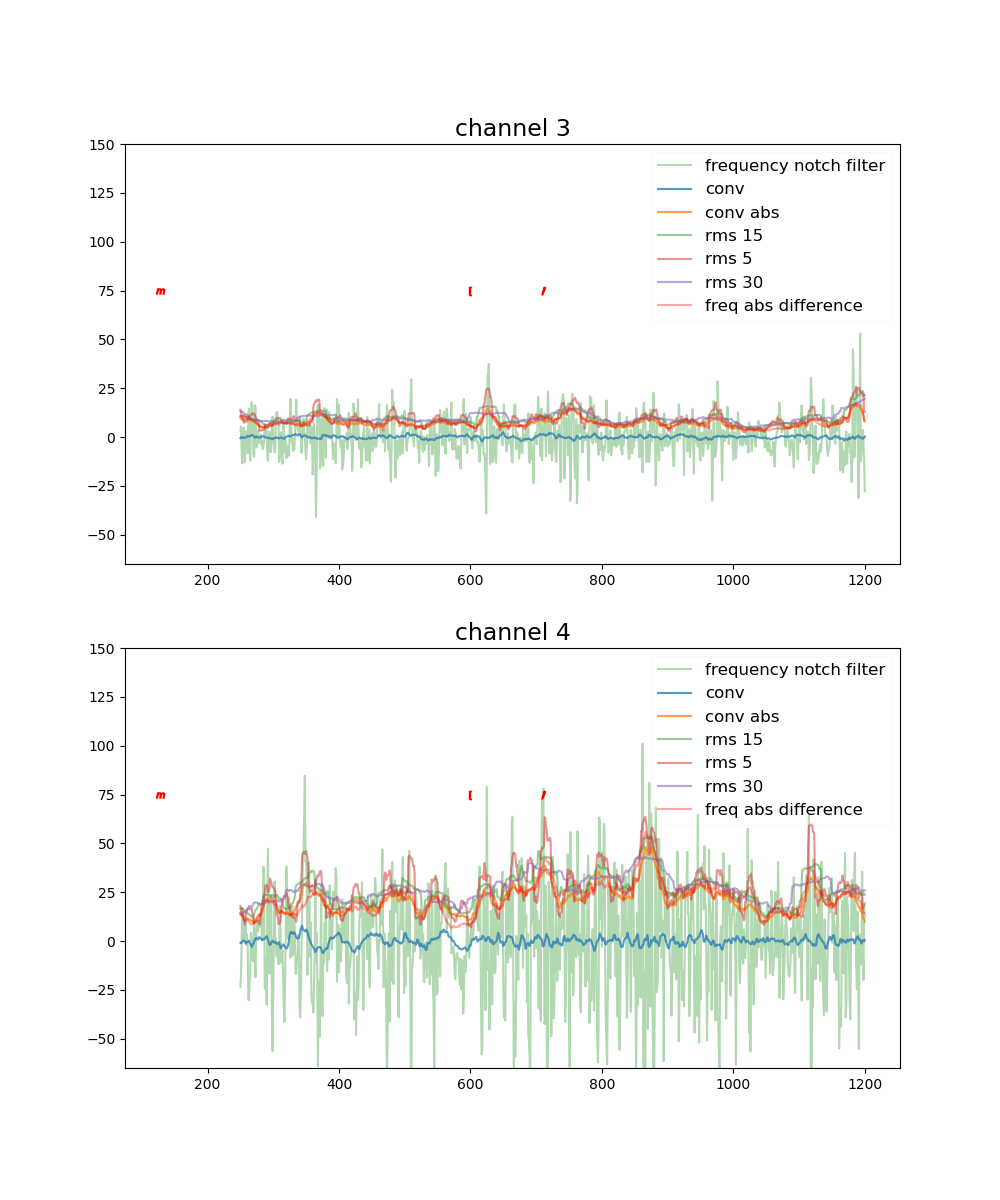 channel 3
150
125
100
75
50
25
0
−25
−50
frequency notch filter
conv
conv abs
rms 15
rms 5
rms 30
freq abs difference
m [ /
200 400 600 800 1000 1200
channel 4
150
125
100
75
50
25
0
−25
−50
frequency notch filter
conv
conv abs
rms 15
rms 5
rms 30
freq abs difference
m [ /
200 400 600 800 1000 1200